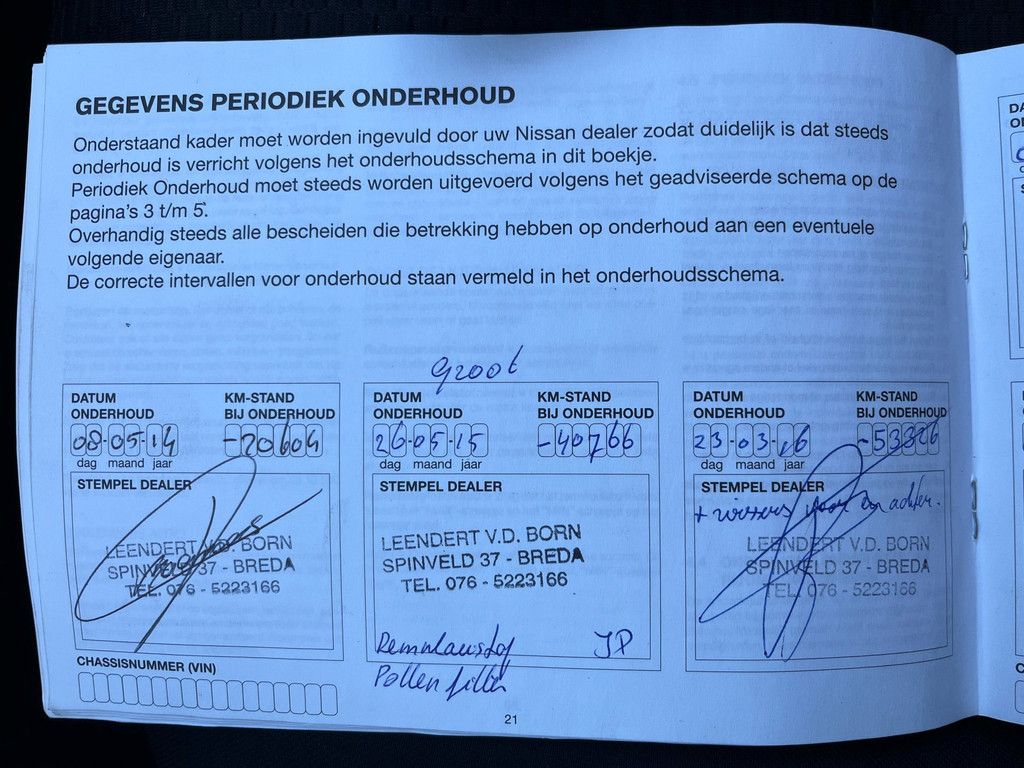 GEGEVENS PERIODIEK ONDERHOUD
Onderstaand kader moet worden ingevuld door uw Nissan dealer zodat duidelijk is dat steeds
onderhoud is verricht volgens het onderhoudsschema in dit boekje.
Periodiek Onderhoud moet steeds worden uitgevoerd volgens het geadviseerde schema op de
pagina's 3 t/m 5.
Overhandig steeds alle bescheiden die betrekking hebben op onderhoud aan een eventuele
volgende eigenaar.
De correcte intervallen voor onderhoud staan vermeld in het onderhoudsschema.
DATUM ONDERHOUD
KM-STAND BIJ ONDERHOUD
08-05-14
-20604
dag maand jaar
STEMPEL DEALER
LEENDERT V.D. BORN
SPINVELD 37 - BREDA
TEL. 076 - 5223166
CHASSISNUMMER (VIN)
groot
DATUM ONDERHOUD
KM-STAND BIJ ONDERHOUD
26-05-15
-40766
dag maand jaar
STEMPEL DEALER
LEENDERT V.D. BORN
SPINVELD 37 - BREDA
TEL. 076 - 5223166
Remvlaustof JP
Pollenfilter
DATUM ONDERHOUD
KM-STAND BIJ ONDERHOUD
23-03-16
-53326
dag maand jaar
STEMPEL DEALER
+ wissers voor en achter.
LEENDERT V.D. BORN
SPINVELD 37 - BREDA
TEL. 076 - 5223166
21